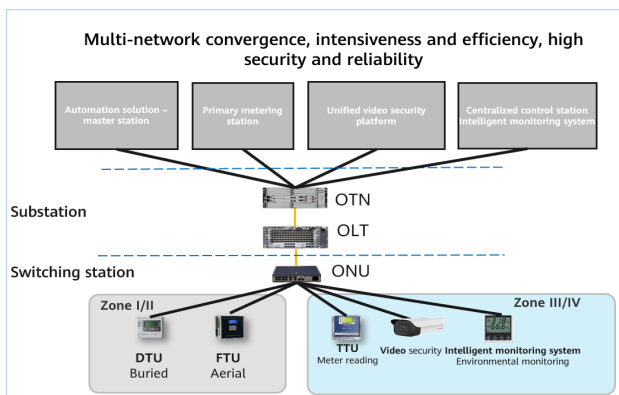 Multi-network convergence, intensiveness and efficiency, high
security and reliability
Automation solution –
master station
Primary metering
station
Unified video security
platform
Centralized control station
Intelligent monitoring system
OTN
Substation
OLT
Switching station
ONU
Zone I/II
Zone III/IV
DTU
Buried
FTU
Aerial
TTU
Meter reading
Video security
Intelligent monitoring system
Environmental monitoring